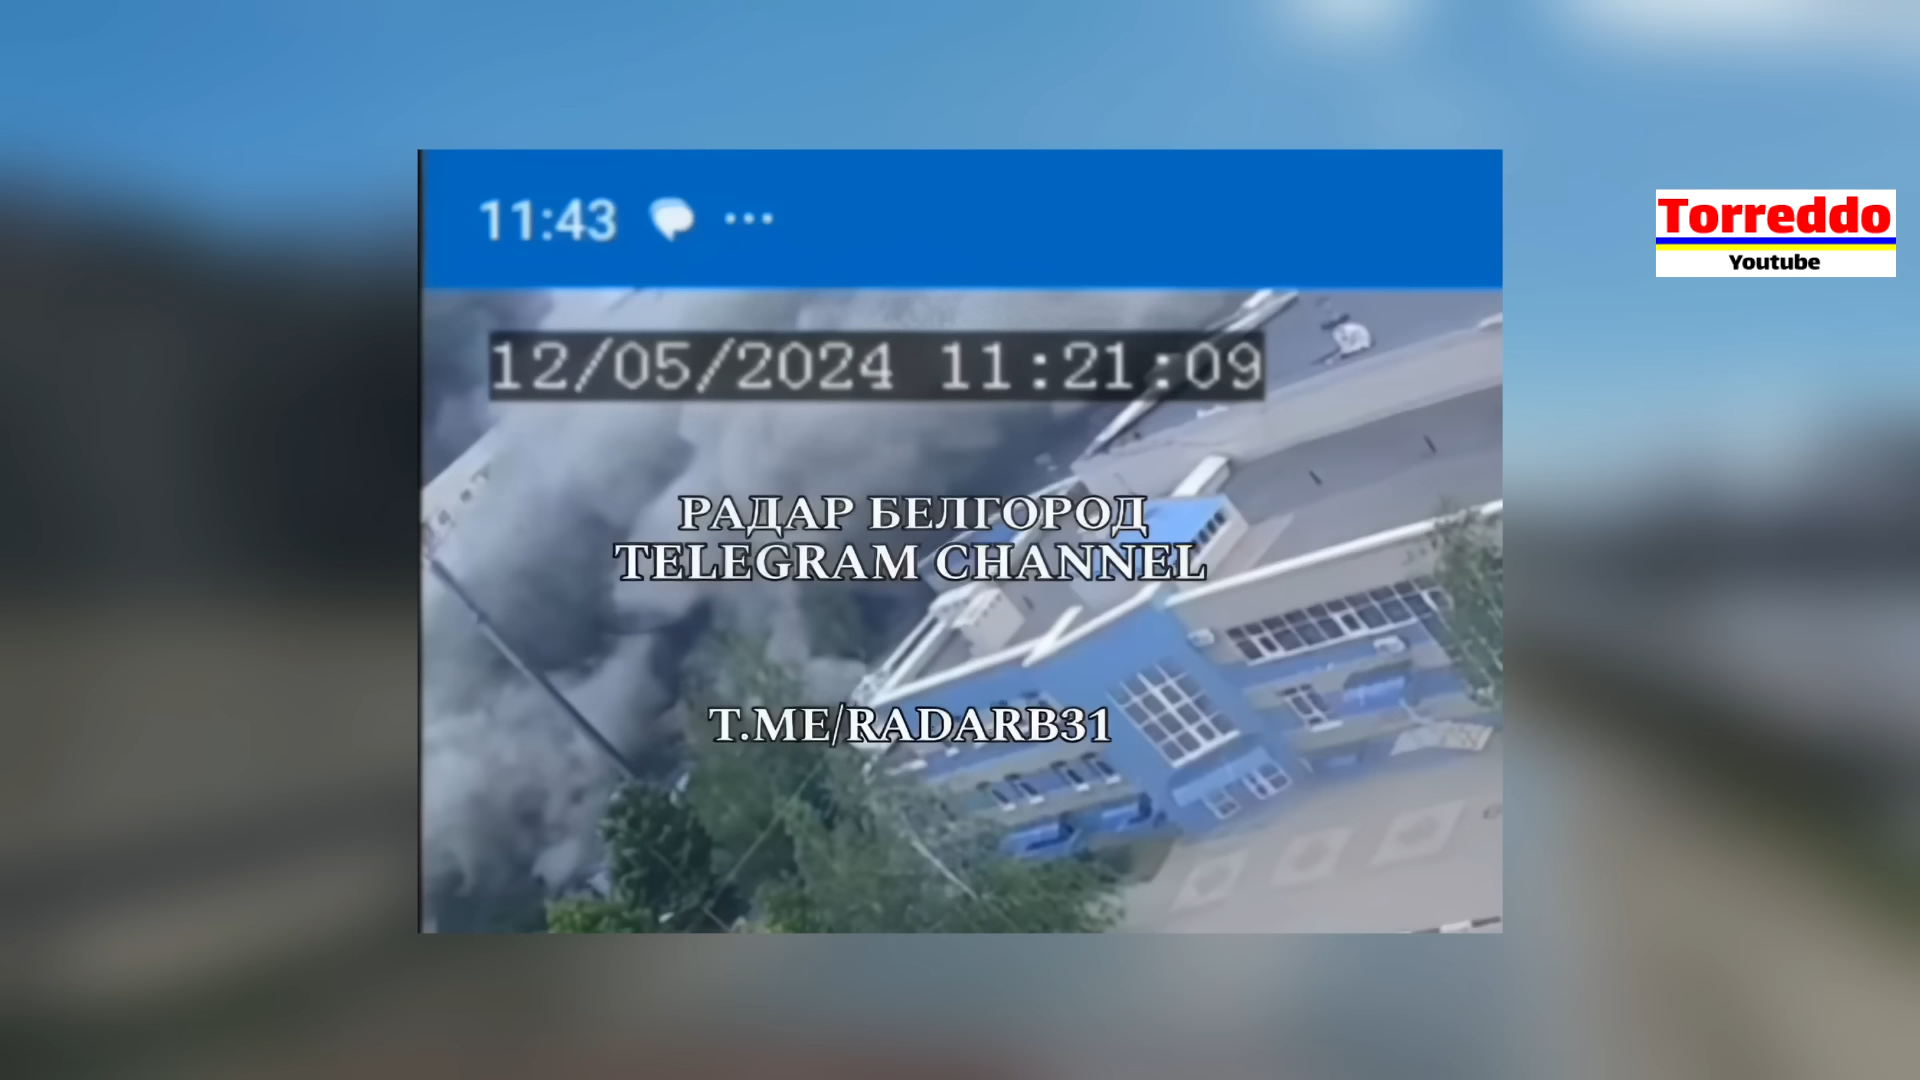 11:43 ...
Torreddo
Youtube
12/05/2024 11:21:09
РАДАР БЕЛГОРОД
TELEGRAM CHANNEL
T.ME/RADARB31